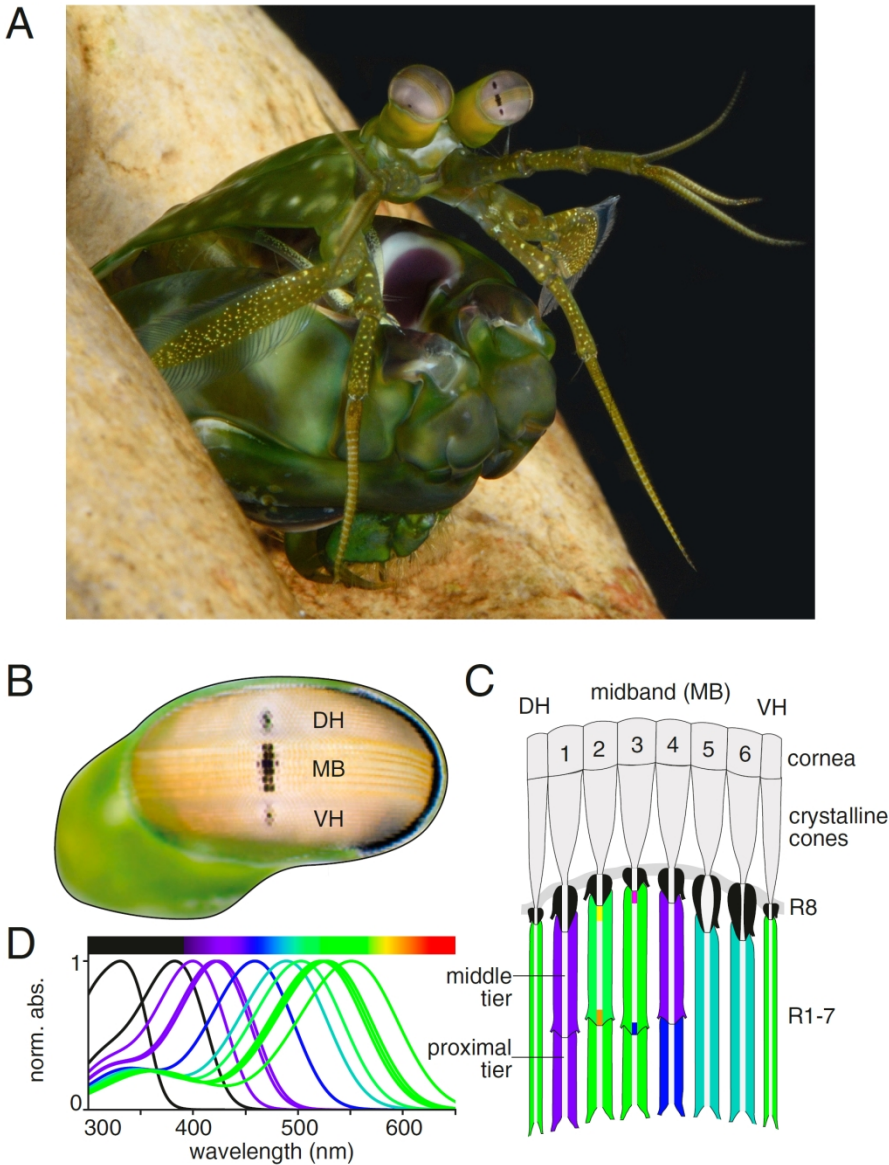 A
B
DH
MB
VH
C
midband (MB)
DH
VH
1 2 3 4 5 6
cornea
crystalline
cones
R8
middle
tier
R1-7
proximal
tier
D
1
norm. abs.
0
300 400 500 600
wavelength (nm)